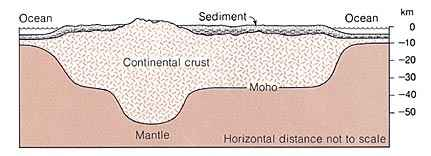 Ocean
Sediment
Ocean
km
0
-10
-20
-30
-40
-50
Continental crust
Moho
Mantle
Horizontal distance not to scale